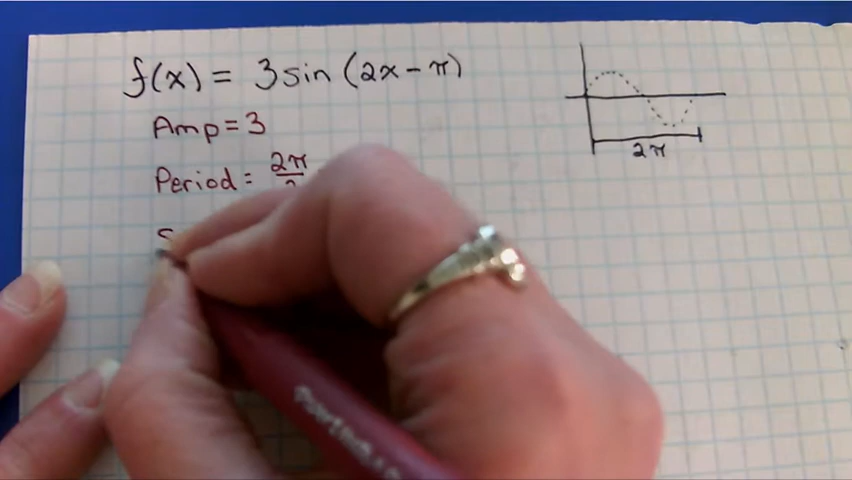 f(x) = 3sin(2x-π)
Amp = 3
Period = 2π
2π